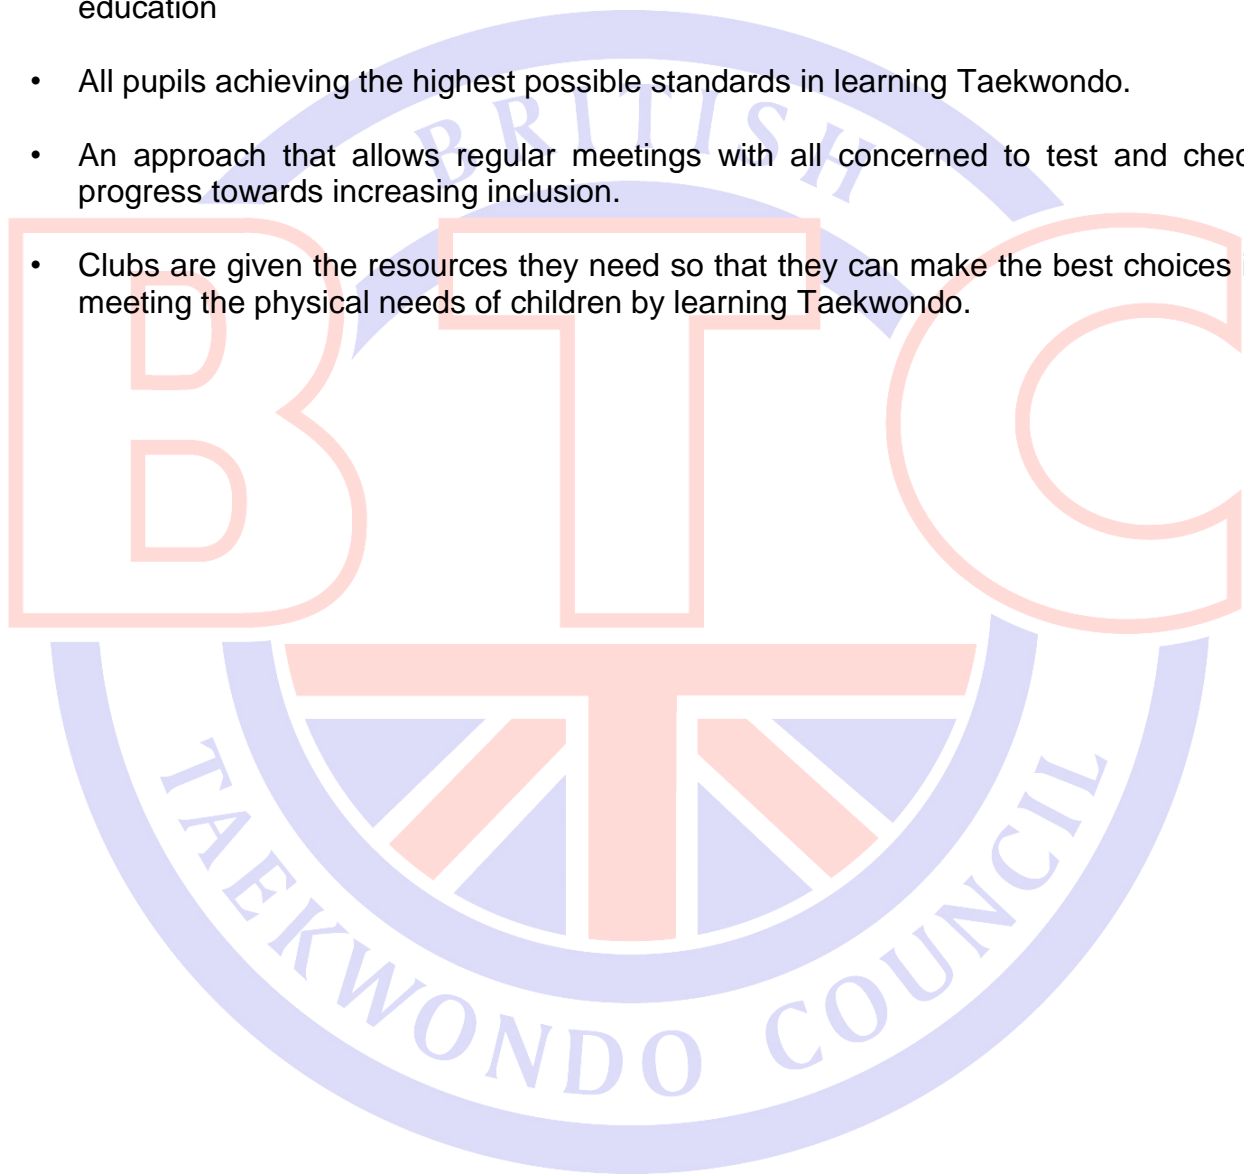 education
• All pupils achieving the highest possible standards in learning Taekwondo.
• An approach that allows regular meetings with all concerned to test and chec
progress towards increasing inclusion.
• Clubs are given the resources they need so that they can make the best choices
meeting the physical needs of children by learning Taekwondo.
BRITISH
BTC
TAEKWONDO COUNCIL